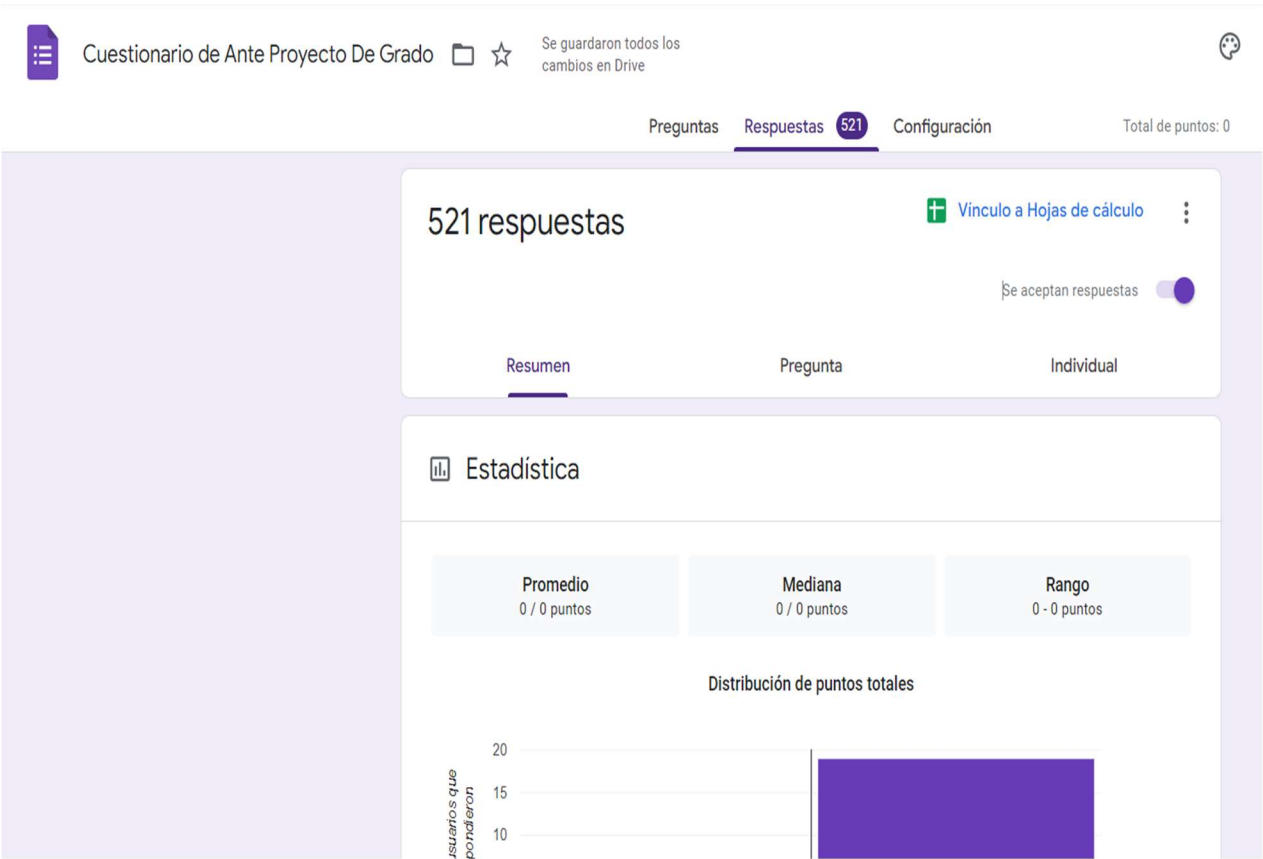 Cuestionario de Ante Proyecto De Grado
Se guardaron todos los
cambios en Drive
Preguntas
Respuestas 521
Configuración
Total de puntos: 0
521 respuestas
Vínculo a Hojas de cálculo
Se aceptan respuestas
Resumen
Pregunta
Individual
Estadística
Promedio
0 / 0 puntos
Mediana
0 / 0 puntos
Rango
0 - 0 puntos
Distribución de puntos totales
20
15
10
que